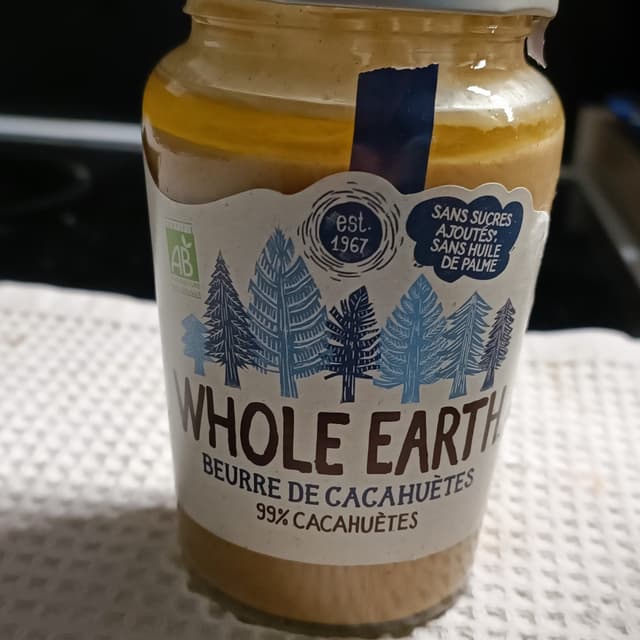 est.
1967
SANS SUCRES
AJOUTÉS*,
SANS HUILE
DE PALME
AB
WHOLE EARTH
BEURRE DE CACAHUÈTES
99% CACAHUÈTES